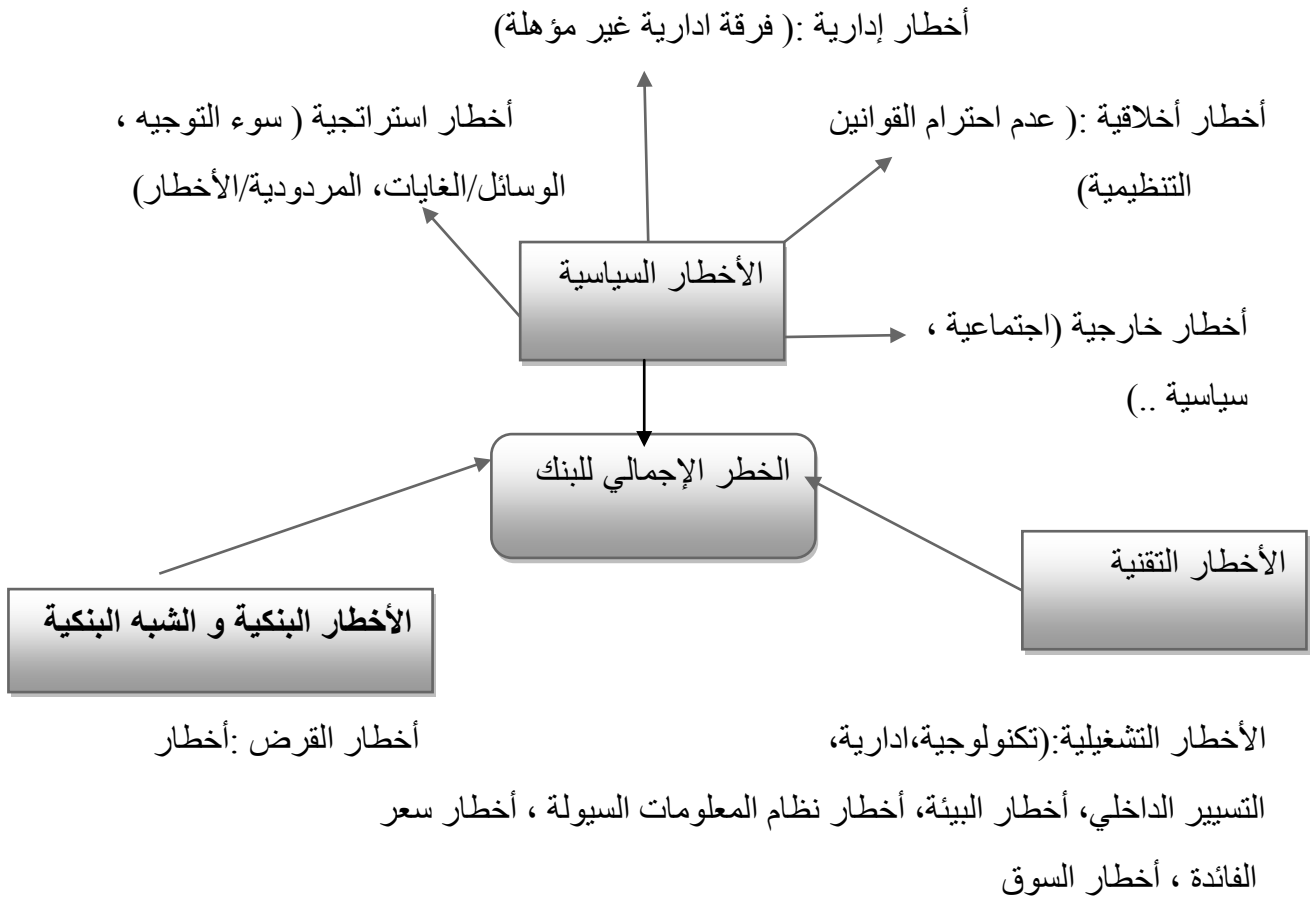 أخطار إدارية :( فرقة ادارية غير مؤهلة)
أخطار أخلاقية :( عدم احترام القوانين
التنظيمية)
أخطار استراتجية ( سوء التوجيه ،
الوسائل/الغايات، المردودية/الأخطار)
الأخطار السياسية
أخطار خارجية (اجتماعية ،
سياسية ..)
الخطر الإجمالي للبنك
الأخطار التقنية
الأخطار البنكية و الشبه البنكية
الأخطار التشغيلية:(تكنولوجية،ادارية،
أخطار القرض :أخطار
التسيير الداخلي، أخطار البيئة، أخطار نظام المعلومات السيولة ، أخطار سعر
الفائدة ، أخطار السوق